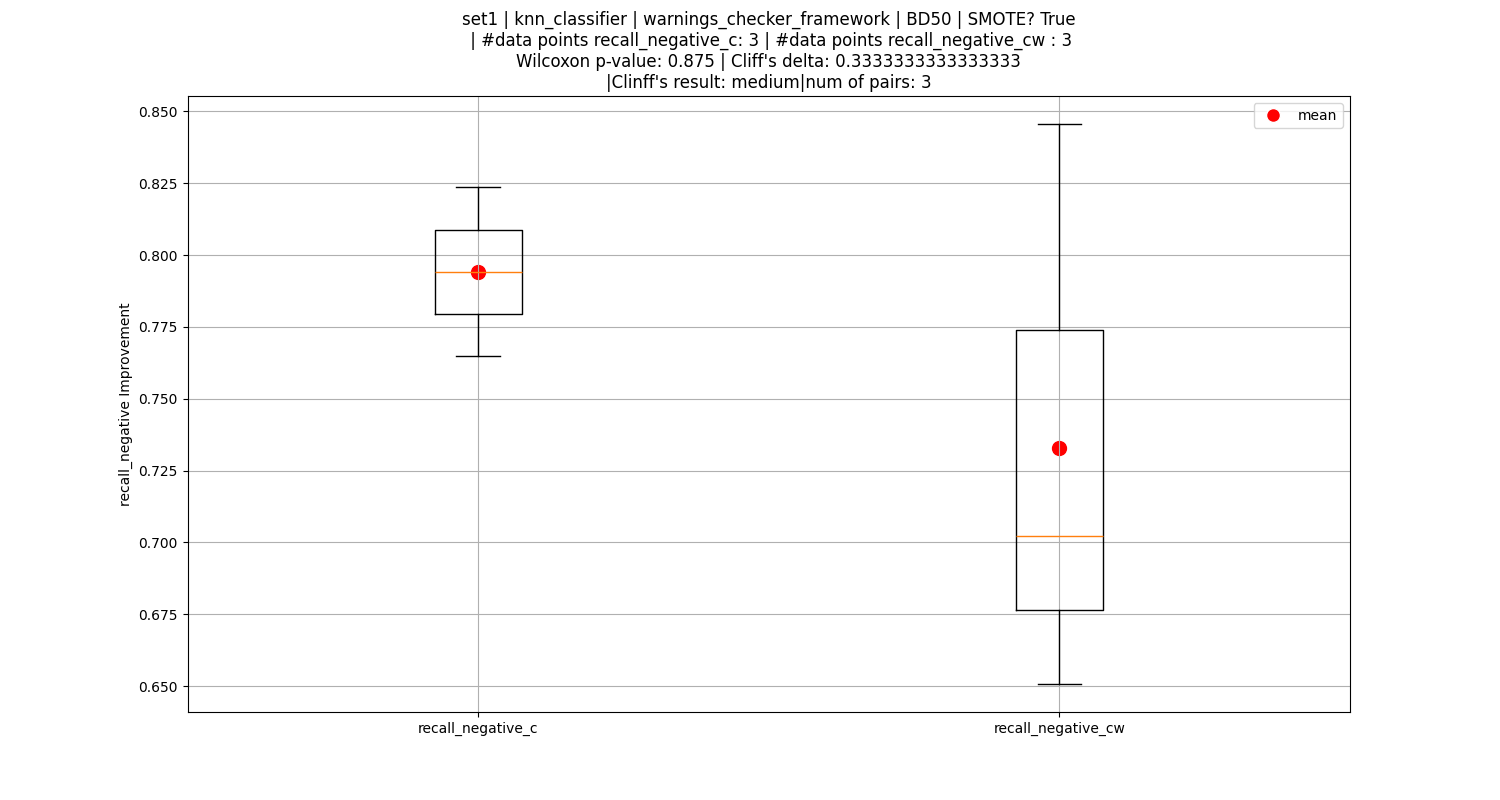 set1 | knn_classifier | warnings_checker_framework | BD50 | SMOTE? True
| #data points recall_negative_c: 3 | #data points recall_negative_cw : 3
Wilcoxon p-value: 0.875 | Cliff's delta: 0.3333333333333333
|Clinff's result: medium|num of pairs: 3
mean
recall_negative Improvement
0.850
0.825
0.800
0.775
0.750
0.725
0.700
0.675
0.650
recall_negative_c
recall_negative_cw